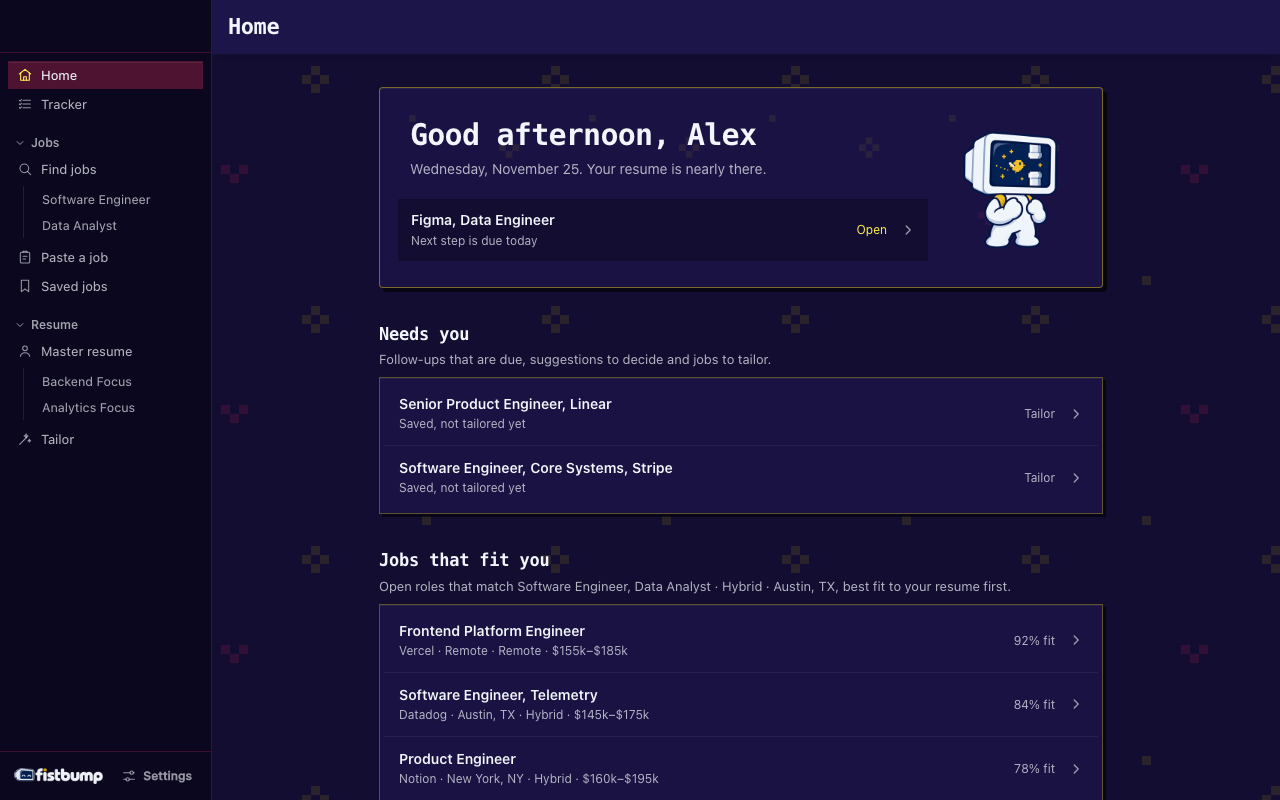 Home
Home
Tracker
Jobs
Find jobs
Software Engineer
Data Analyst
Paste a job
Saved jobs
Resume
Master resume
Backend Focus
Analytics Focus
Tailor
fistbump
Settings
Good afternoon, Alex
Wednesday, November 25. Your resume is nearly there.
Figma, Data Engineer
Next step is due today
Open
Needs you
Follow-ups that are due, suggestions to decide and jobs to tailor.
Senior Product Engineer, Linear
Saved, not tailored yet
Tailor
Software Engineer, Core Systems, Stripe
Saved, not tailored yet
Tailor
Jobs that fit you
Open roles that match Software Engineer, Data Analyst · Hybrid · Austin, TX, best fit to your resume first.
Frontend Platform Engineer
Vercel · Remote · Remote · $155k–$185k
92% fit
Software Engineer, Telemetry
Datadog · Austin, TX · Hybrid · $145k–$175k
84% fit
Product Engineer
Notion · New York, NY · Hybrid · $160k–$195k
78% fit